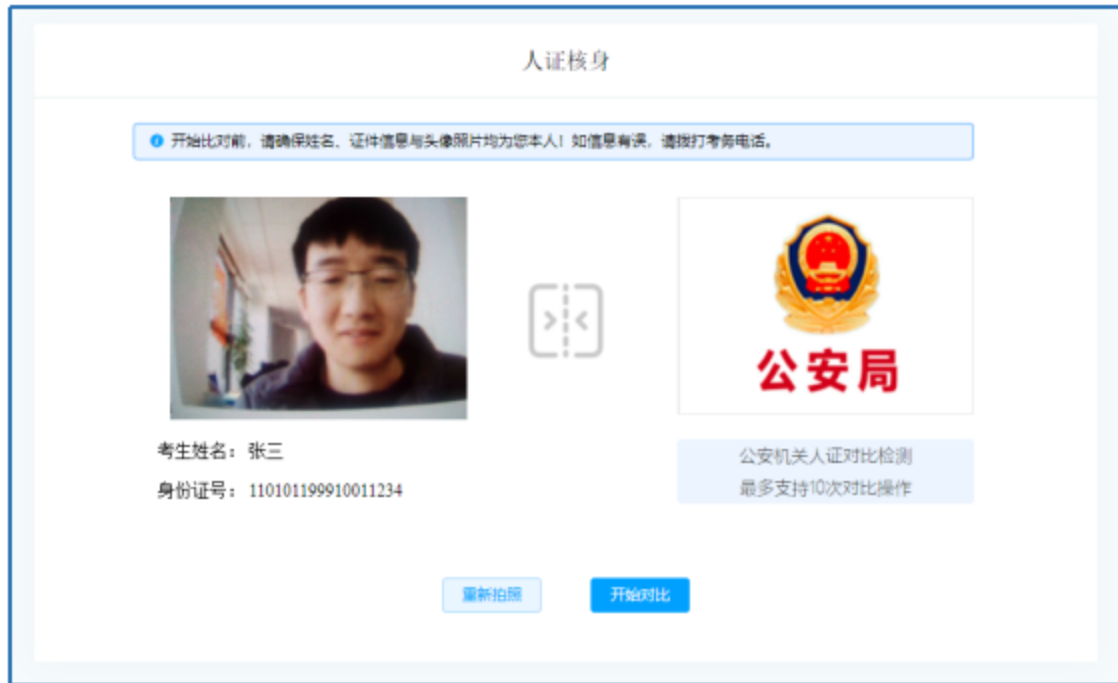 人证核身
开始比对前，请确保姓名、证件信息与头像照片均为您本人！如信息有误，请拨打考务电话。
公安局
考生姓名：张三
身份证号：110101199910011234
公安机关人证对比检测
最多支持10次对比操作
重新拍照
开始对比